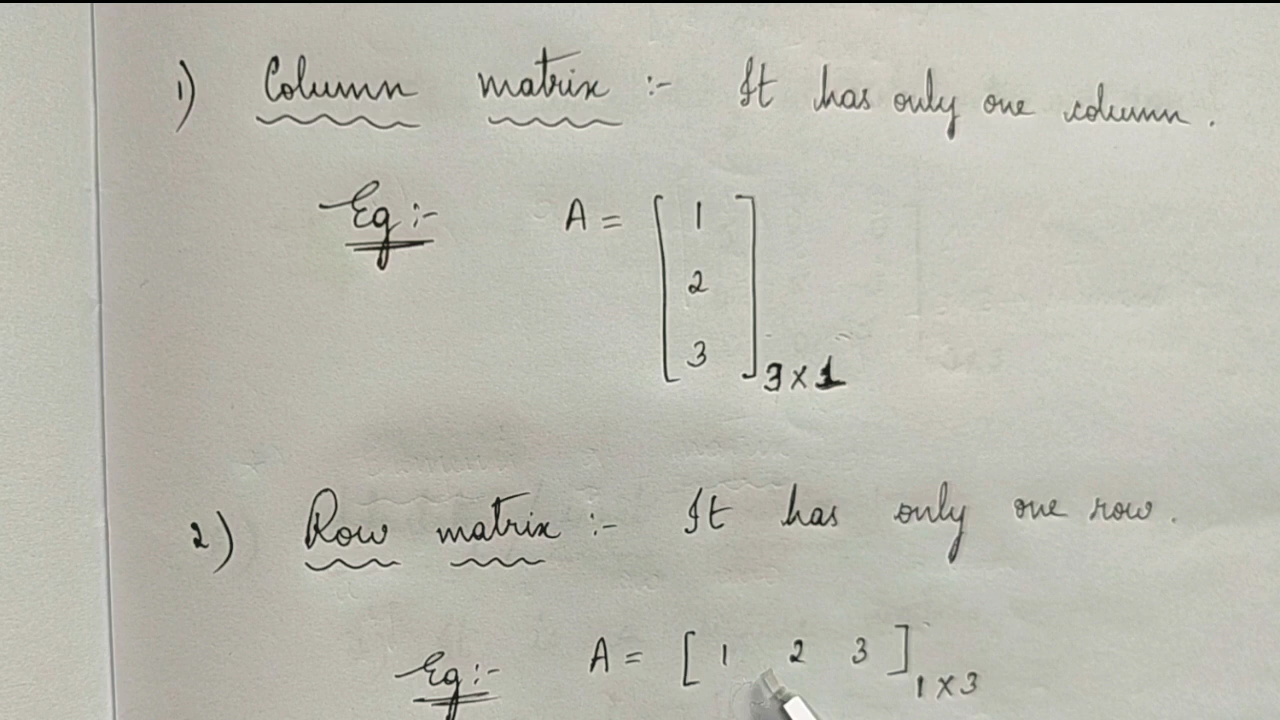 1) Column matrix :- It has only one column.
Eg :- A = [ 1
2
3 ] 3 x 1
2) Row matrix :- It has only one row.
Eg :- A = [ 1 2 3 ] 1 x 3